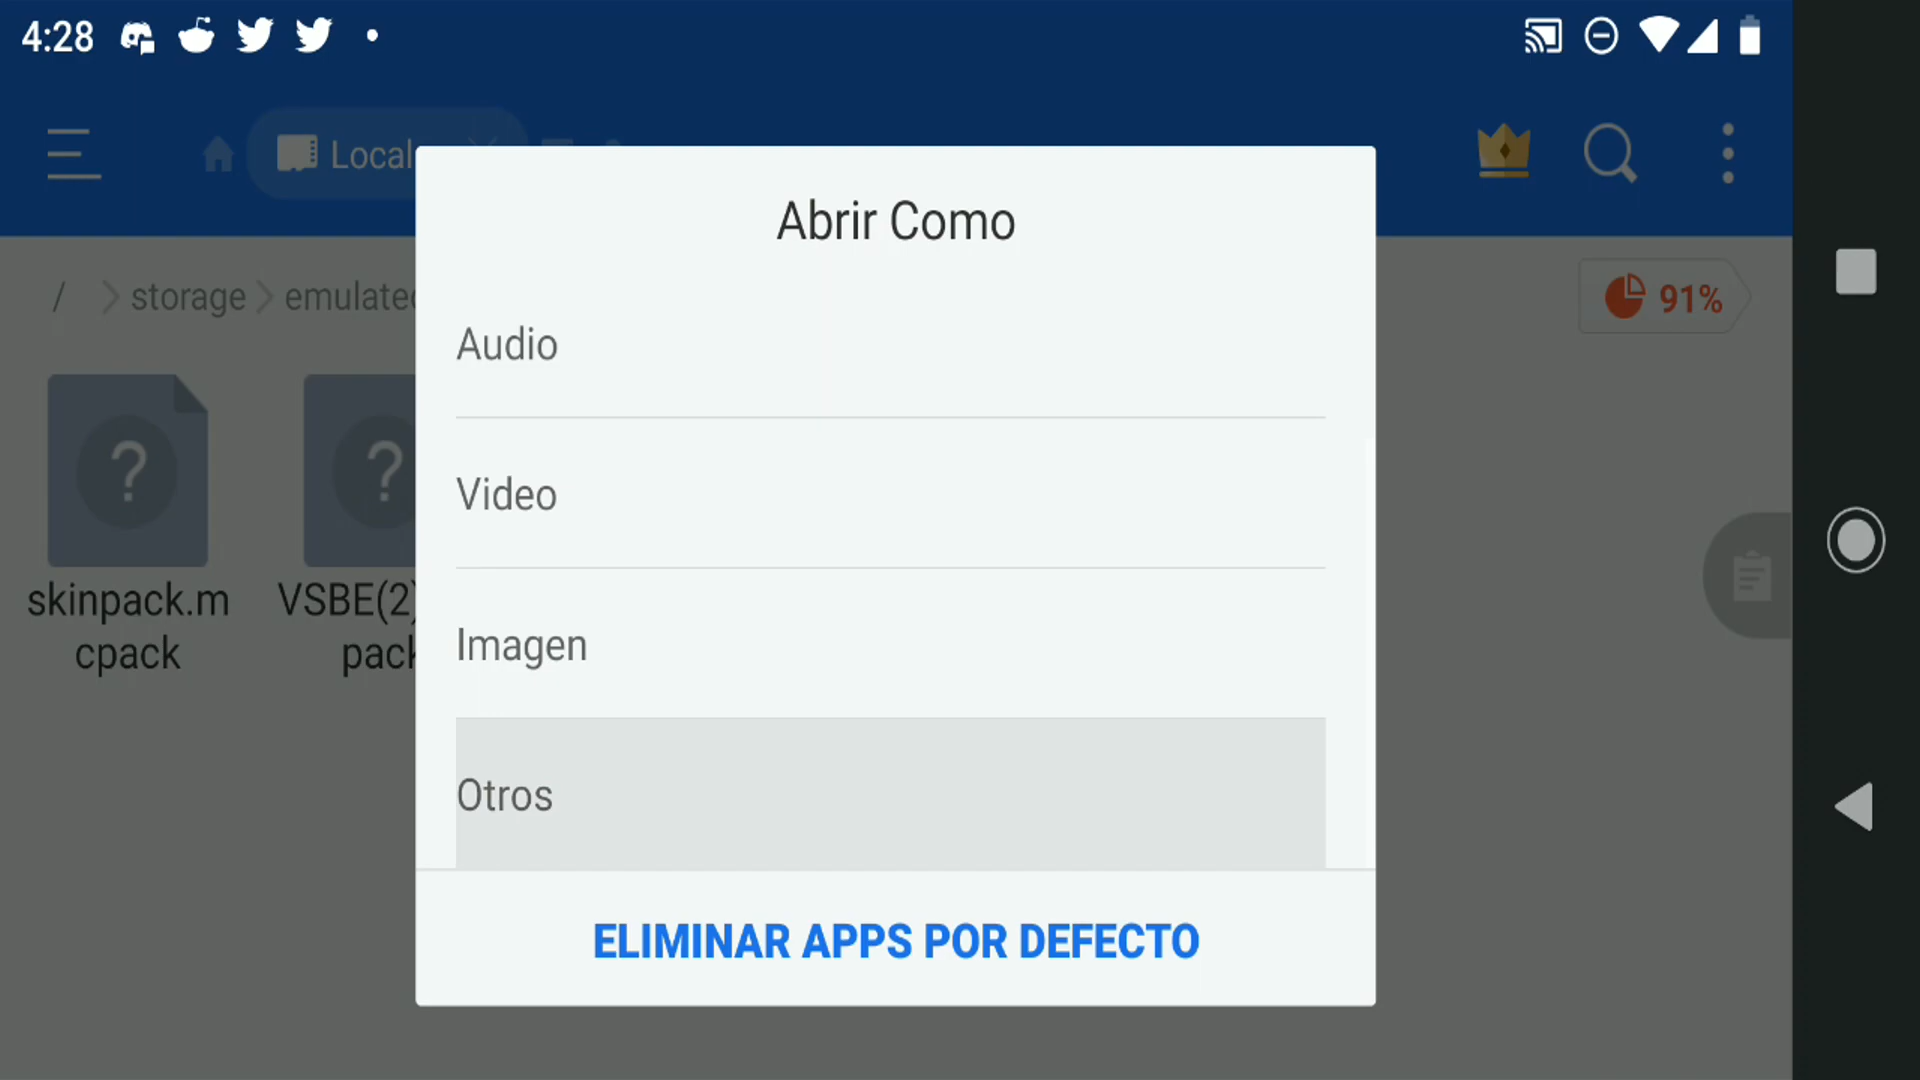 4:28
Local
/ storage emulated
91%
Abrir Como
Audio
Video
Imagen
Otros
ELIMINAR APPS POR DEFECTO
skinpack.m
cpack
VSBE(2)
pack